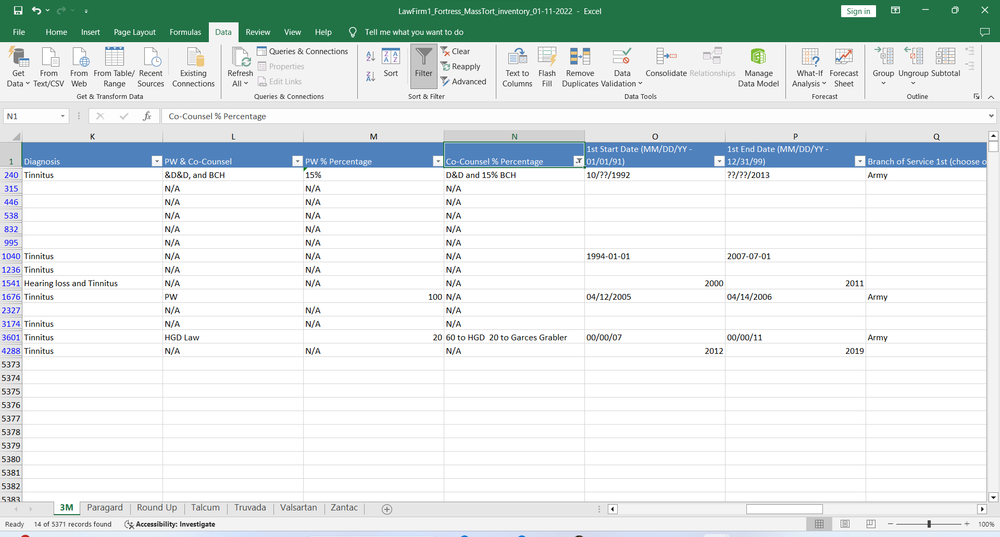 LawFirm1_Fortress_MassTort_inventory_01-11-2022 - Excel
Sign in
File Home Insert Page Layout Formulas Data Review View Help Tell me what you want to do
Get Data
From Text/CSV
From Web
From Table/ Range
Recent Sources
Existing Connections
Get & Transform Data
Refresh All
Queries & Connections
Properties
Edit Links
Queries & Connections
Sort
Filter
Clear
Reapply
Advanced
Sort & Filter
Text to Columns
Flash Fill
Remove Duplicates
Data Validation
Consolidate
Relationships
Manage Data Model
Data Tools
What-If Analysis
Forecast Sheet
Forecast
Group
Ungroup
Subtotal
Outline
N1 fx Co-Counsel % Percentage
K L M N O P Q
1 Diagnosis PW & Co-Counsel PW % Percentage Co-Counsel % Percentage 1st Start Date (MM/DD/YY - 01/01/91) 1st End Date (MM/DD/YY - 12/31/99) Branch of Service 1st (choose o
240 Tinnitus &D&D, and BCH 15% D&D and 15% BCH 10/??/1992 ??/??/2013 Army
315 N/A N/A N/A
446 N/A N/A N/A
538 N/A N/A N/A
832 N/A N/A N/A
995 N/A N/A N/A
1040 Tinnitus N/A N/A N/A 1994-01-01 2007-07-01
1236 Tinnitus N/A N/A N/A
1541 Hearing loss and Tinnitus N/A N/A N/A 2000 2011
1676 Tinnitus PW 100 N/A 04/12/2005 04/14/2006 Army
2327 N/A N/A N/A
3174 Tinnitus N/A N/A N/A
3601 Tinnitus HGD Law 20 60 to HGD 20 to Garces Grabler 00/00/07 00/00/11 Army
4288 Tinnitus N/A N/A N/A 2012 2019
5373
5374
5375
5376
5377
5378
5379
5380
5381
5382
5383
3M Paragard Round Up Talcum Truvada Valsartan Zantac
Ready 14 of 5371 records found Accessibility: Investigate 100%